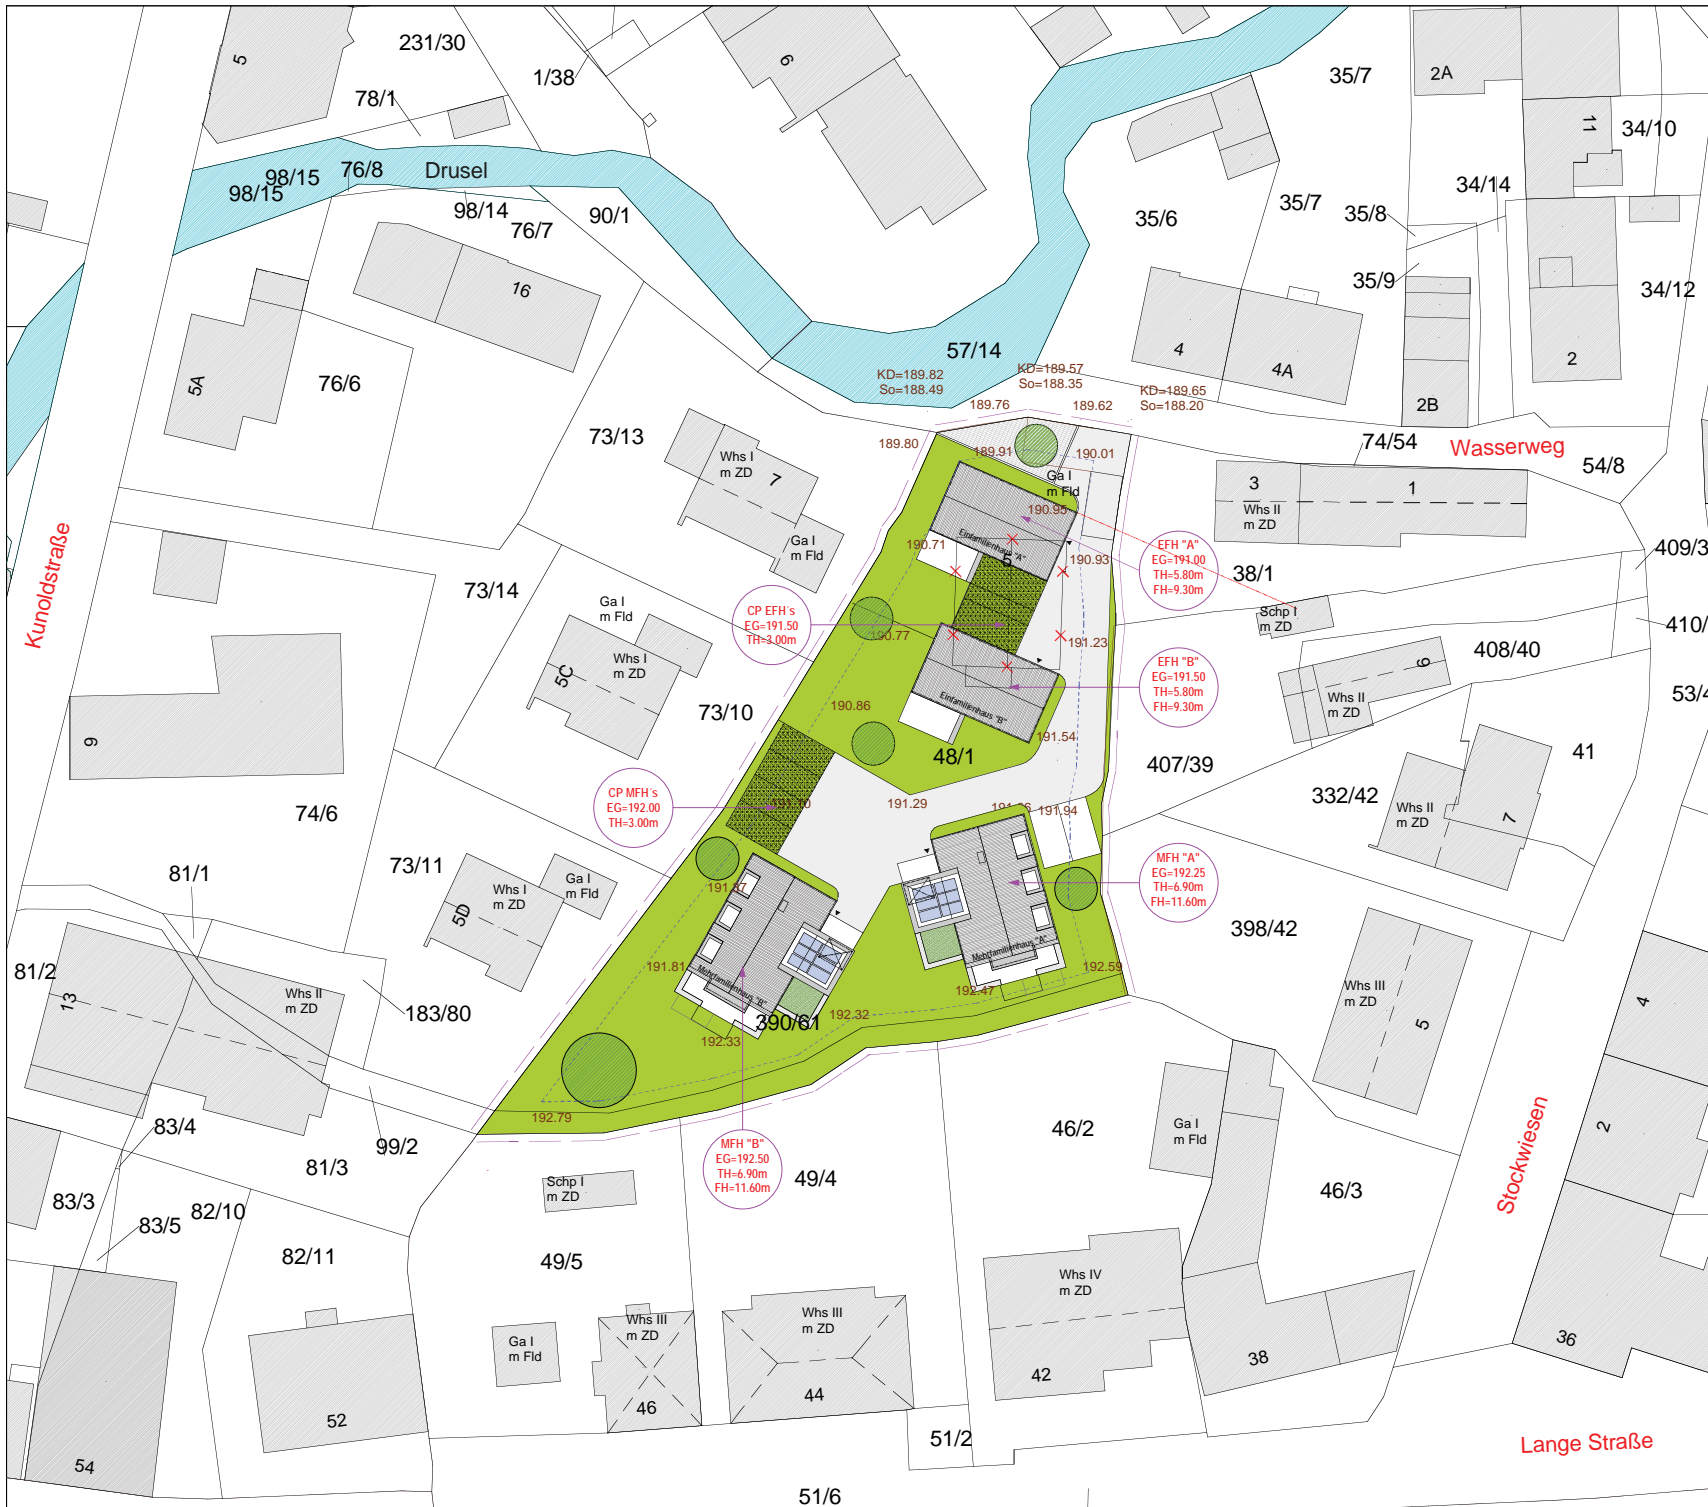 5
231/30
1/38
6
35/7
2A
11
34/10
78/1
98/15
98/15
76/8
Drusel
98/14
90/1
76/7
35/6
35/7
34/14
35/8
35/9
34/12
16
5A
76/6
57/14
4
4A
2
2B
KD=189.82
So=188.49
KD=189.57
So=188.35
KD=189.65
So=188.20
189.76
189.62
73/13
189.80
189.91
190.01
74/54
Wasserweg
54/8
Whs I
m ZD
7
Ga I
m Fld
Ga I
m Fld
3
Whs II
m ZD
1
190.95
Einfamilienhaus "A"
5
190.71
190.93
EFH "A"
EG=191.00
TH=5.80m
FH=9.30m
38/1
409/3
Kunoldstraße
73/14
Ga I
m Fld
CP EFH´s
EG=191.50
TH=3.00m
190.77
191.23
Schp I
m ZD
410/
408/40
6
Whs I
m ZD
5C
73/10
190.86
Einfamilienhaus "B"
EFH "B"
EG=191.50
TH=5.80m
FH=9.30m
Whs II
m ZD
53/4
9
191.54
48/1
407/39
41
CP MFH´s
EG=192.00
TH=3.00m
191.29
191.94
332/42
Whs II
m ZD
7
74/6
73/11
81/1
Whs I
m ZD
5D
Ga I
m Fld
MFH "A"
EG=192.25
TH=6.90m
FH=11.60m
398/42
81/2
13
Whs II
m ZD
183/80
191.81
Mehrfamilienhaus "B"
Mehrfamilienhaus "A"
192.59
192.47
192.32
390/61
192.33
Whs III
m ZD
5
4
192.79
83/4
99/2
81/3
MFH "B"
EG=192.50
TH=6.90m
FH=11.60m
49/4
46/2
Ga I
m Fld
2
Stockwiesen
46/3
83/3
83/5
82/10
82/11
Schp I
m ZD
49/5
Whs IV
m ZD
Whs III
m ZD
Whs III
m ZD
Ga I
m Fld
42
38
36
44
46
52
54
51/2
Lange Straße
51/6